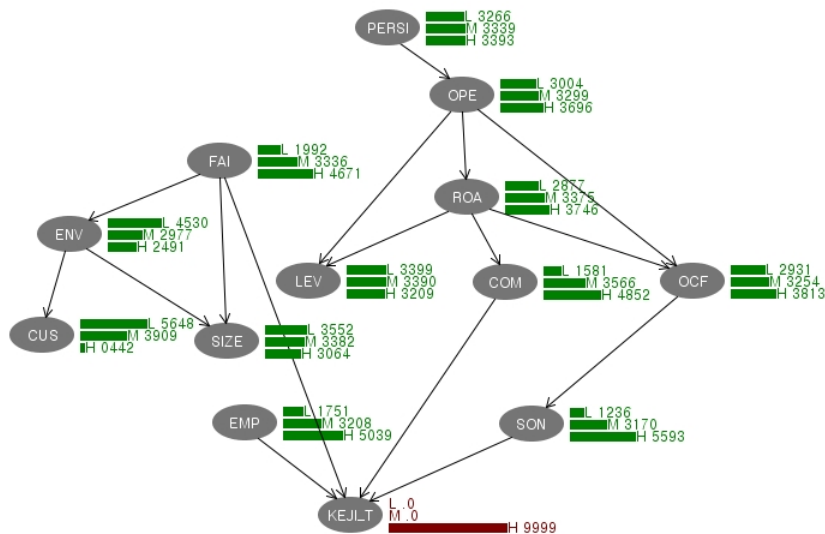 PERSI
L 3266
M 3339
H 3393
OPE
L 3004
M 3299
H 3696
FAI
L 1992
M 3336
H 4671
ROA
L 2877
M 3375
H 3746
ENV
L 4530
M 2977
H 2491
LEV
L 3399
M 3390
H 3209
COM
L 1581
M 3566
H 4852
OCF
L 2931
M 3254
H 3813
CUS
L 5648
M 3909
H 0442
SIZE
L 3552
M 3382
H 3064
EMP
L 1751
M 3208
H 5039
SON
L 1236
M 3170
H 5593
KEJI_T
L .0
M .0
H 9999